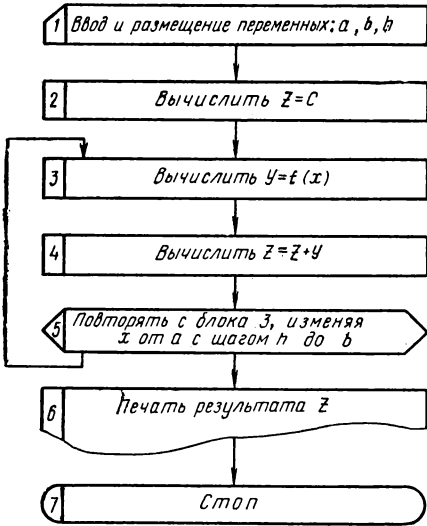 1 Ввод и размещение переменных: a, b, h
2 Вычислить Z=C
3 Вычислить У=f(x)
4 Вычислить Z=Z+У
5 Повторять с блока 3, изменяя
x от a с шагом h до b
6 Печать результата Z
7 Стоп